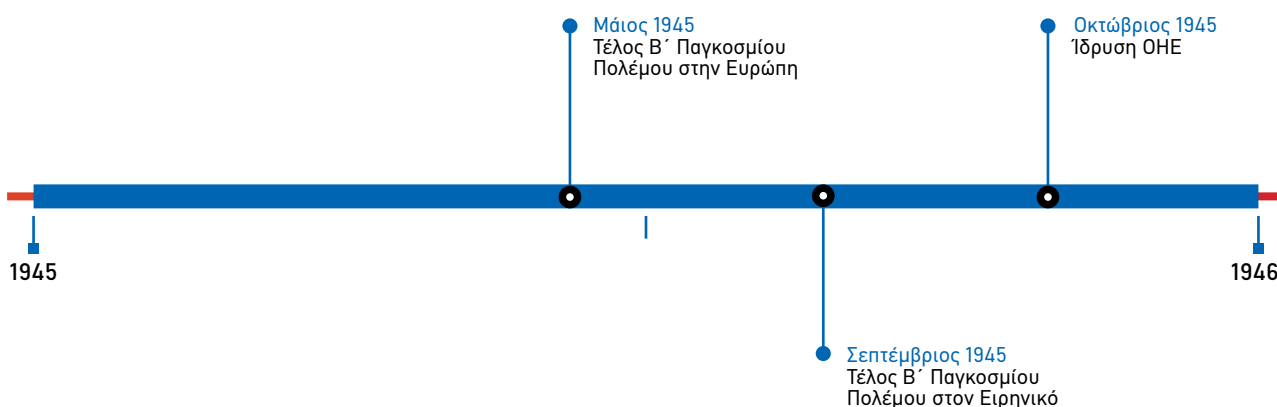 Μάιος 1945
Τέλος Β΄ Παγκοσμίου
Πολέμου στην Ευρώπη
Οκτώβριος 1945
Ίδρυση ΟΗΕ
1945
1946
Σεπτέμβριος 1945
Τέλος Β΄ Παγκοσμίου
Πολέμου στον Ειρηνικό